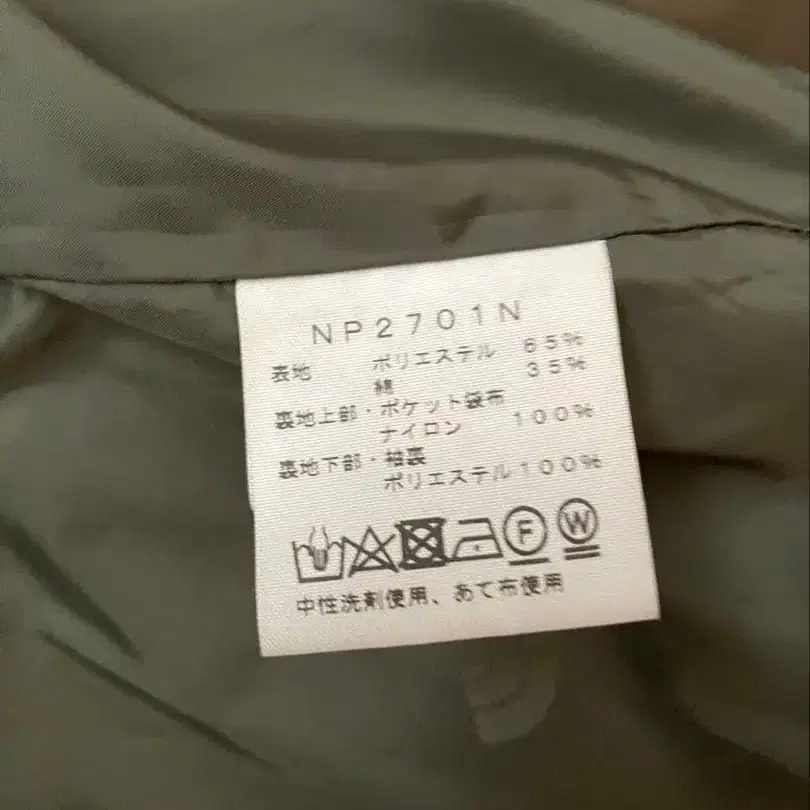 NP2701N
表地 ポリエステル 65%
綿 35%
裏地上部・ポケット袋布
ナイロン 100%
裏地下部・袖裏
ポリエステル100%
F W
中性洗剤使用、あて布使用